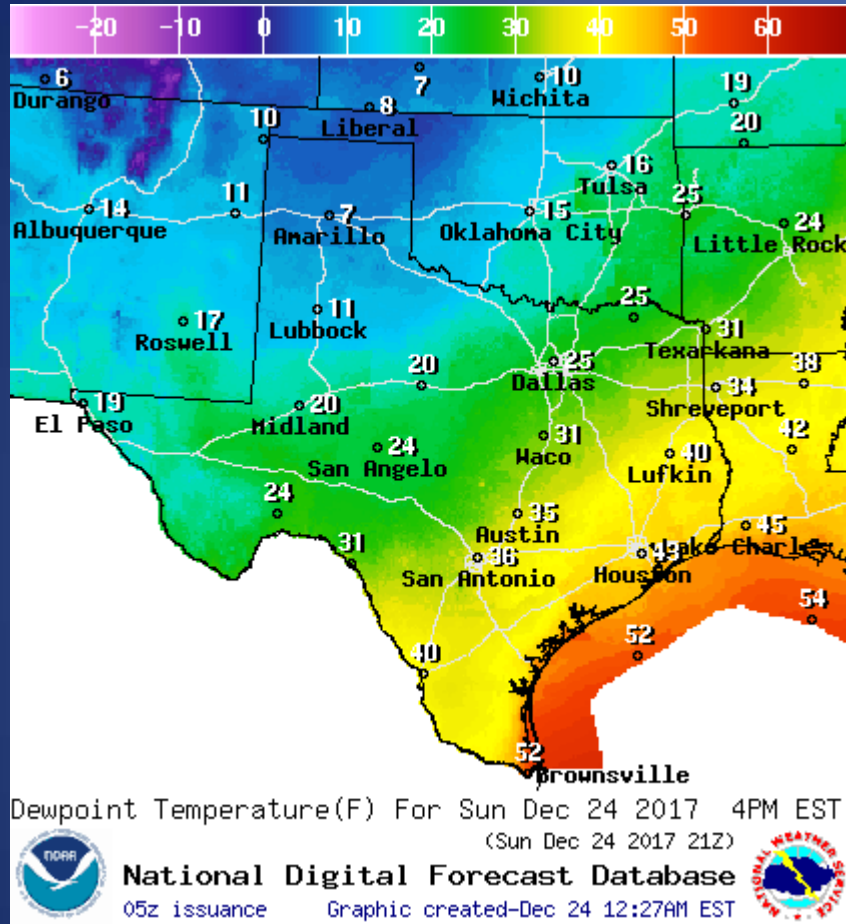 -20 -10 0 10 20 30 40 50 60
6
7
10
19
Durango
Wichita
8
Liberal
10
20
16
Tulsa
14
11
7
15
25
24
Albuquerque
Amarillo
Oklahoma City
Little Rock
17
11
25
31
Roswell
Lubbock
Texarkana
25
20
38
Dallas
34
19
20
Shreveport
El Paso
Midland
31
24
40
42
San Angelo
Waco
Lufkin
24
35
45
Austin
31
36
43
Lake Charles
San Antonio
Houston
54
52
40
52
Brownsville
Dewpoint Temperature(F) For Sun Dec 24 2017 4PM EST
(Sun Dec 24 2017 21Z)
NOAA
National Digital Forecast Database
05z issuance Graphic created-Dec 24 12:27AM EST
NATIONAL WEATHER SERVICE